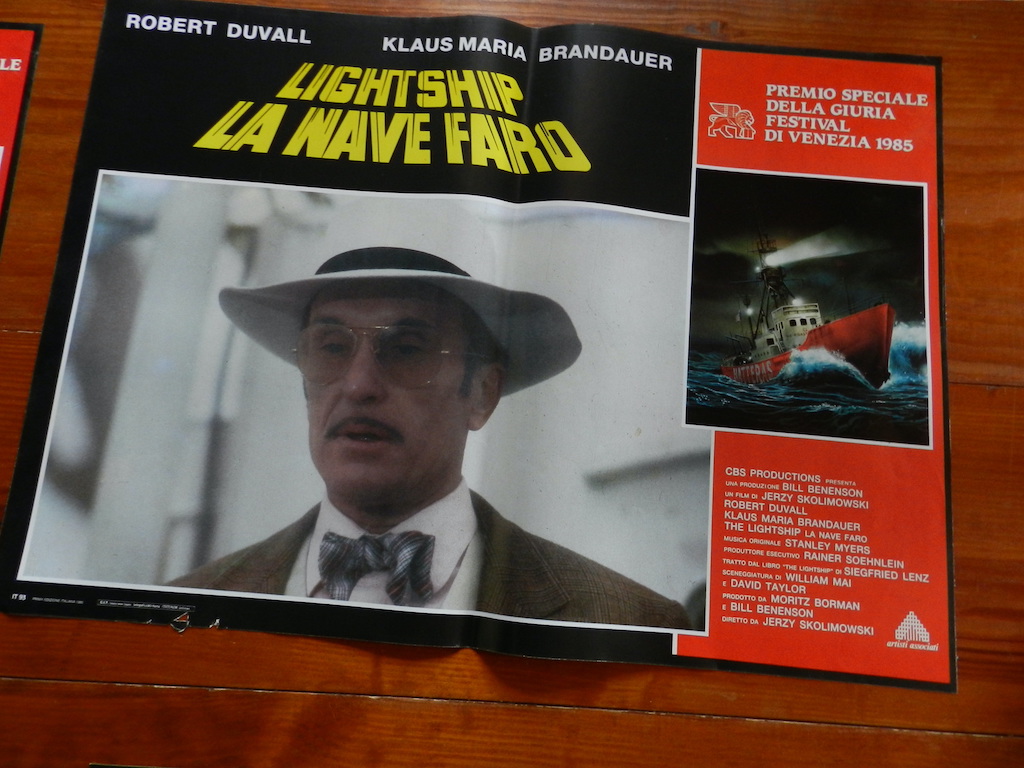 LE
ROBERT DUVALL
KLAUS MARIA BRANDAUER
LIGHTSHIP
LA NAVE FARO
PREMIO SPECIALE
DELLA GIURIA
FESTIVAL
DI VENEZIA 1985
HATTERAS
CBS PRODUCTIONS PRESENTA
UNA PRODUZIONE BILL BENENSON
UN FILM DI JERZY SKOLIMOWSKI
ROBERT DUVALL
KLAUS MARIA BRANDAUER
THE LIGHTSHIP LA NAVE FARO
MUSICA ORIGINALE STANLEY MYERS
PRODUTTORE ESECUTIVO RAINER SOEHNLEIN
TRATTO DAL LIBRO "THE LIGHTSHIP" DI SIEGFRIED LENZ
SCENEGGIATURA DI WILLIAM MAI
E DAVID TAYLOR
PRODOTTO DA MORITZ BORMAN
E BILL BENENSON
DIRETTO DA JERZY SKOLIMOWSKI
artisti associati